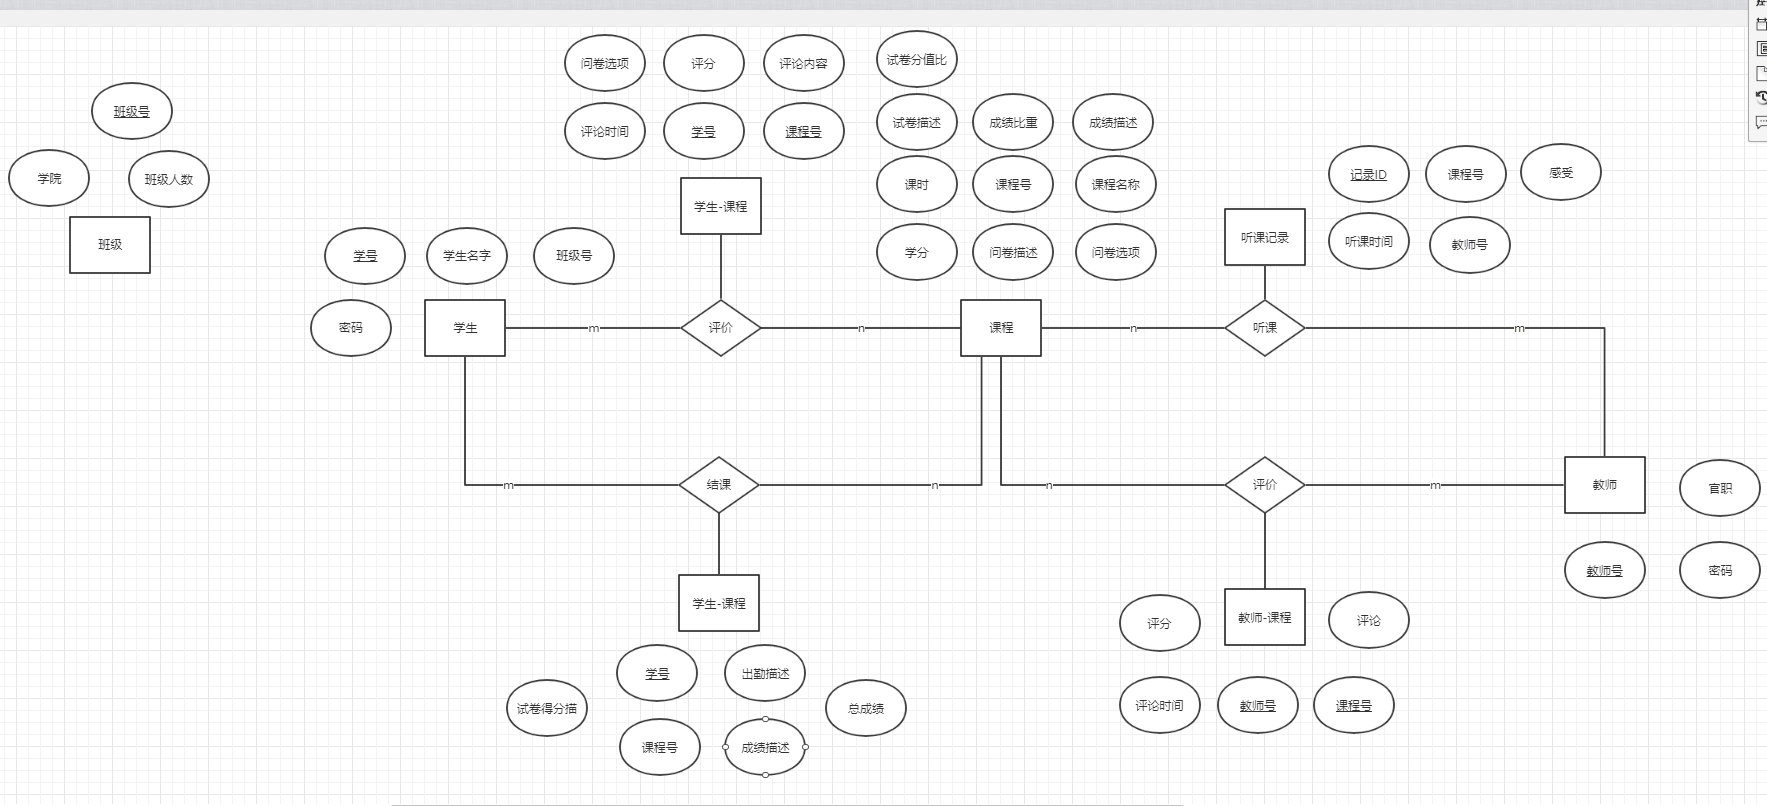 问卷选项
评分
评论内容
试卷分值比
班级号
评论时间
学号
课程号
试卷描述
成绩比重
成绩描述
学院
班级人数
课时
课程号
课程名称
记录ID
课程号
感受
学生-课程
班级
学号
学生名字
班级号
学分
问卷描述
问卷选项
听课记录
听课时间
教师号
密码
学生
m
评价
n
课程
n
听课
m
m
结课
n
n
评价
m
教师
官职
教师号
密码
学生-课程
评分
教师-课程
评论
学号
出勤描述
试卷得分描
总成绩
评论时间
教师号
课程号
课程号
成绩描述